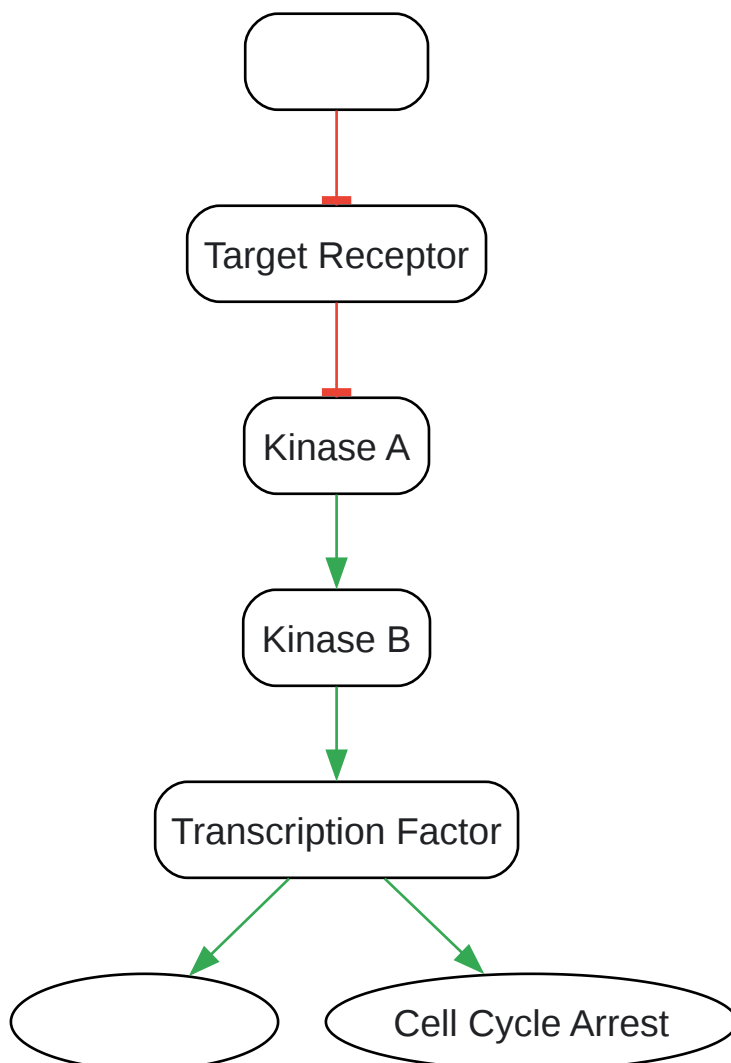 Target Receptor
Kinase A
Kinase B
Transcription Factor
Cell Cycle Arrest